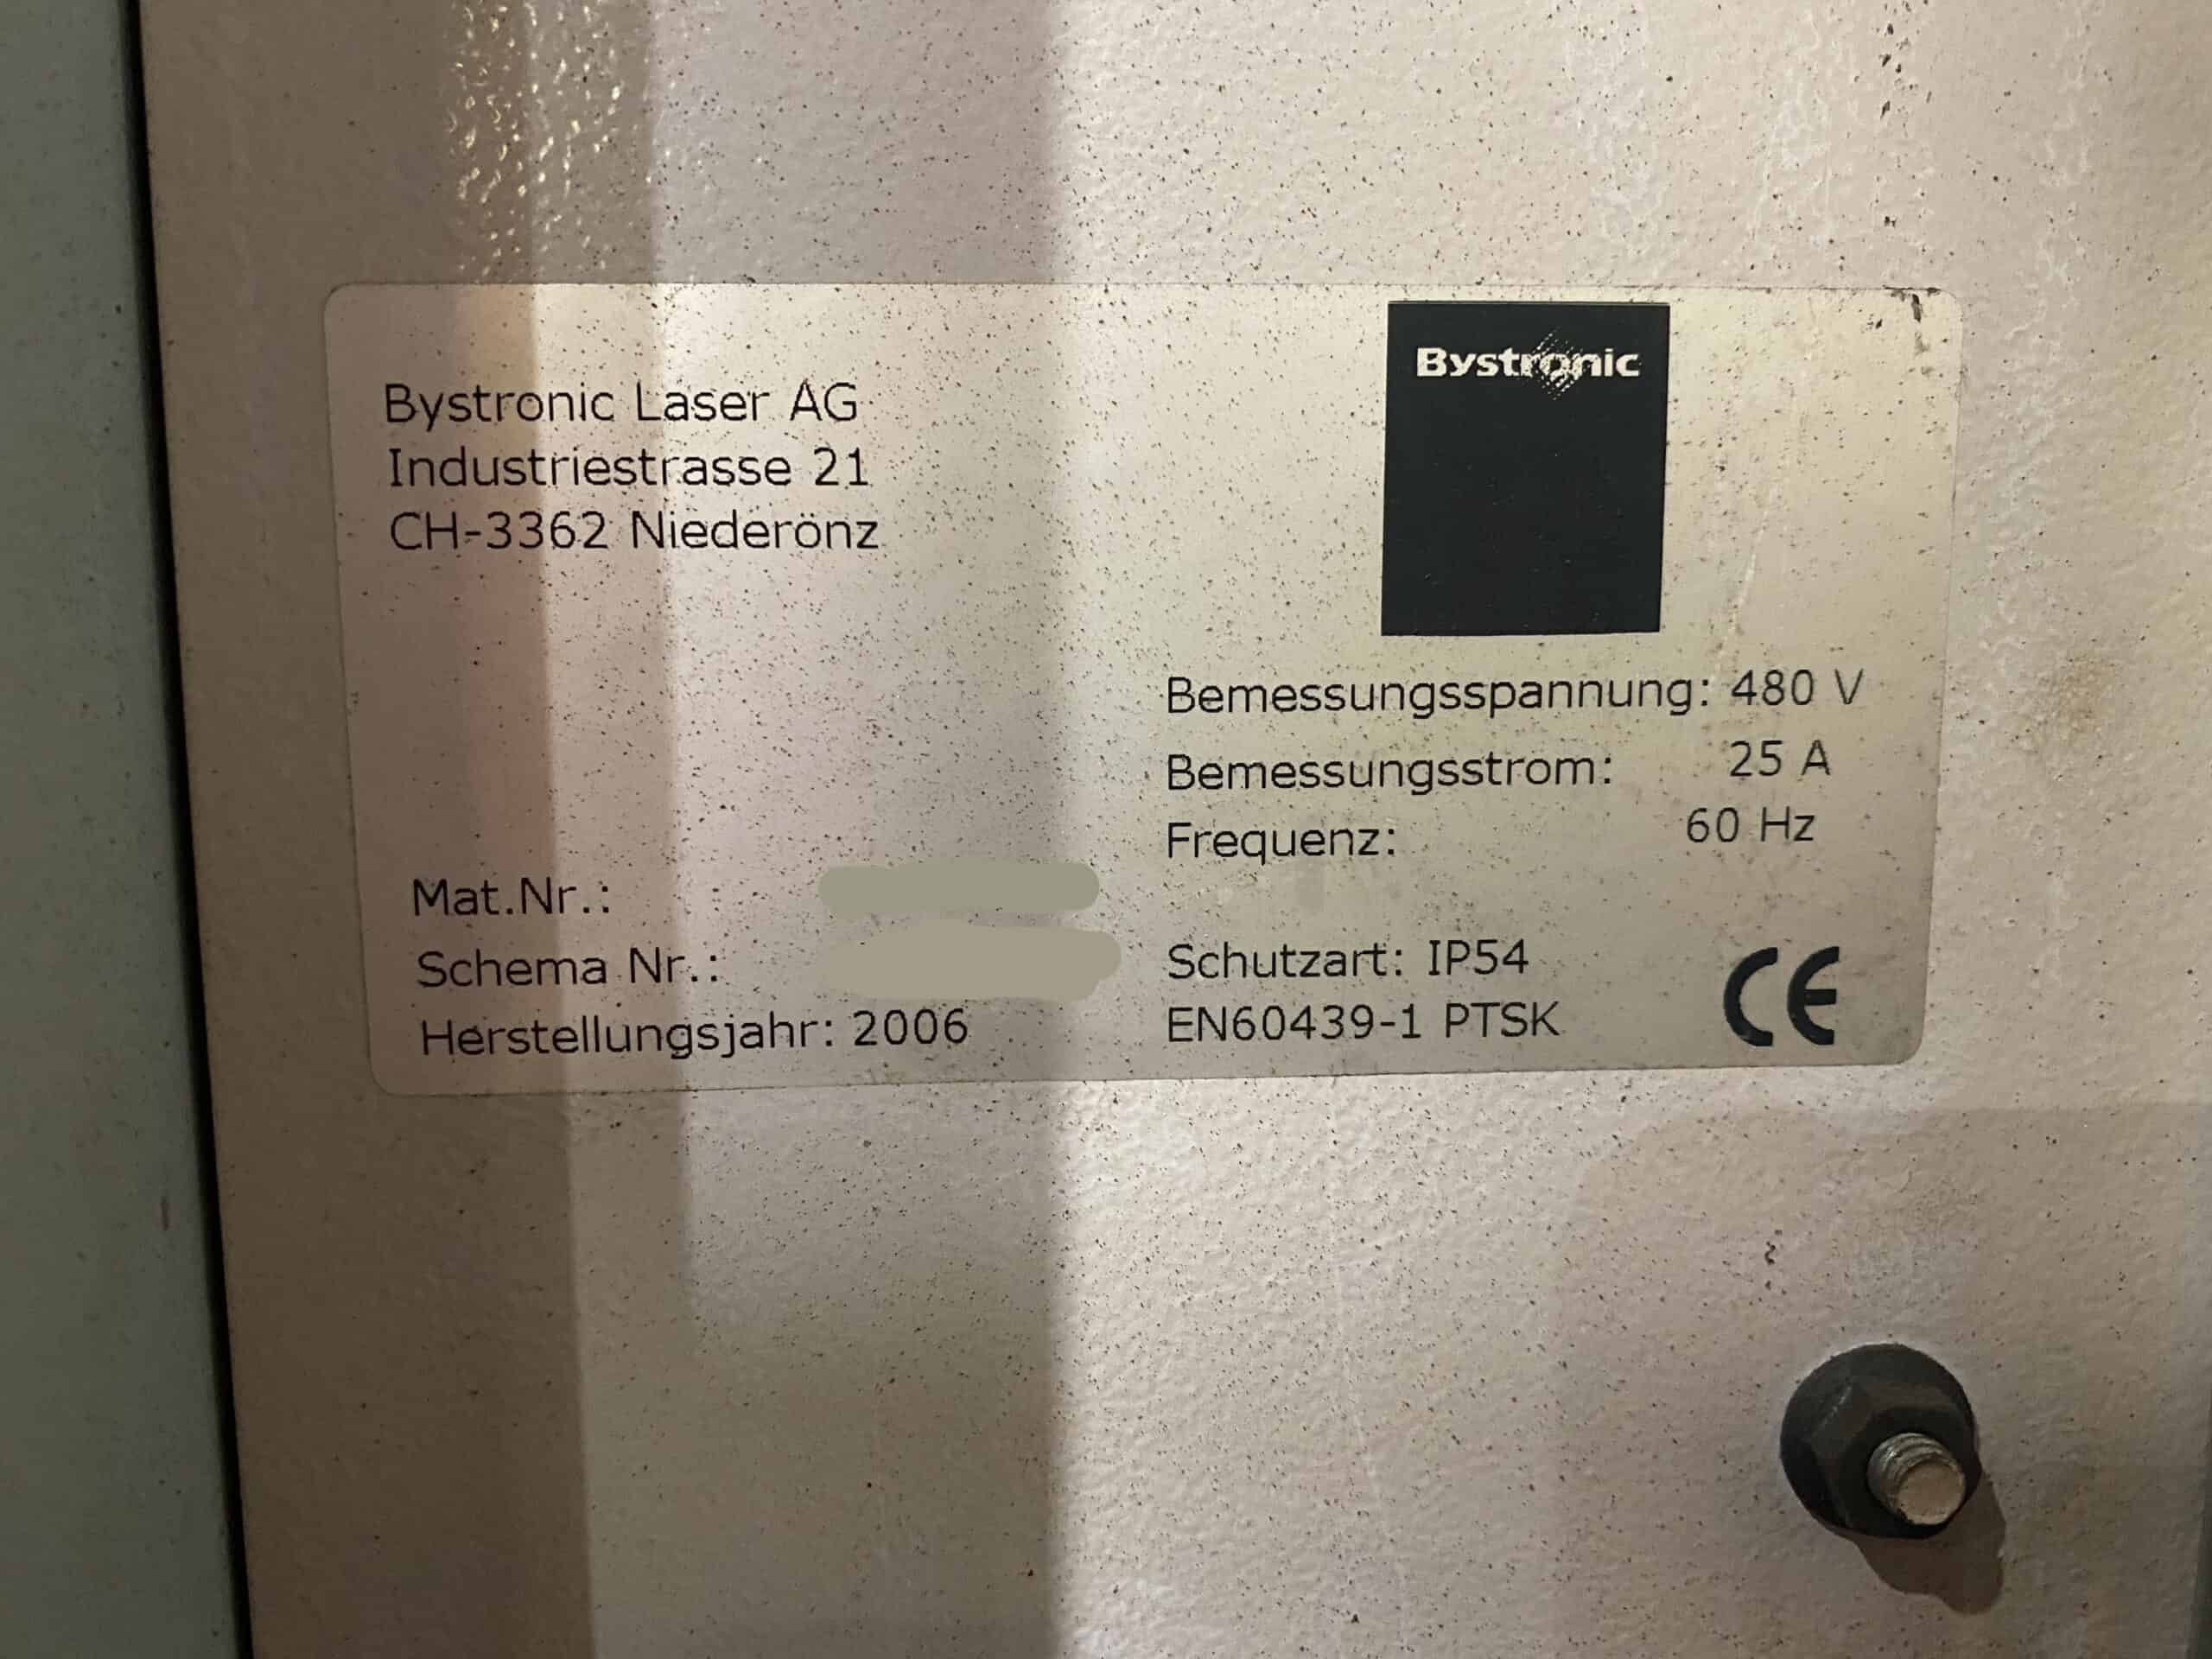 Bystronic
Bystronic Laser AG
Industriestrasse 21
CH-3362 Niederönz
Bemessungsspannung: 480 V
Bemessungsstrom: 25 A
Frequenz: 60 Hz
Mat.Nr.:
Schema Nr.:
Herstellungsjahr: 2006
Schutzart: IP54
EN60439-1 PTSK
CE